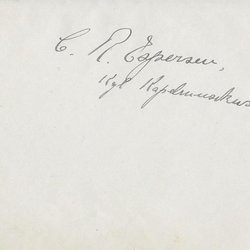 C. R. Espersen,
Kgl Kapelmusikus